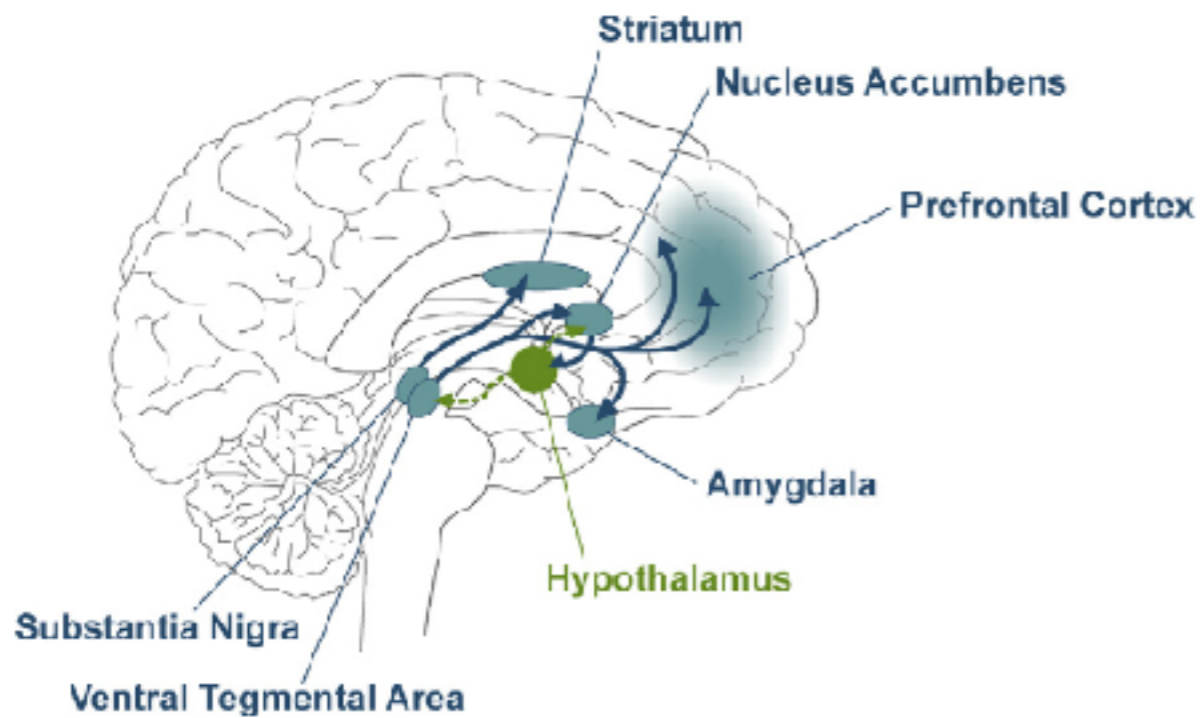 Striatum
Nucleus Accumbens
Prefrontal Cortex
Amygdala
Hypothalamus
Substantia Nigra
Ventral Tegmental Area